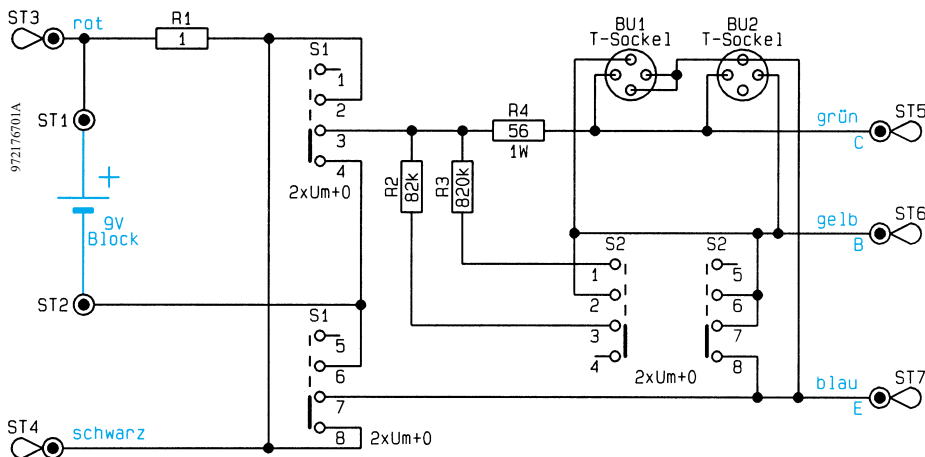 ST3
rot
R1
1
S1
1
2
3
4
2xUm+0
BU1
T-Sockel
BU2
T-Sockel
R4
56
1W
grün
C
ST5
ST1
972176701A
+
9V
Block
R2
82k
R3
820k
gelb
B
ST6
S2
1
2
3
4
S2
5
6
7
8
2xUm+0
ST2
S1
5
6
7
8
2xUm+0
blau
E
ST7
ST4
schwarz